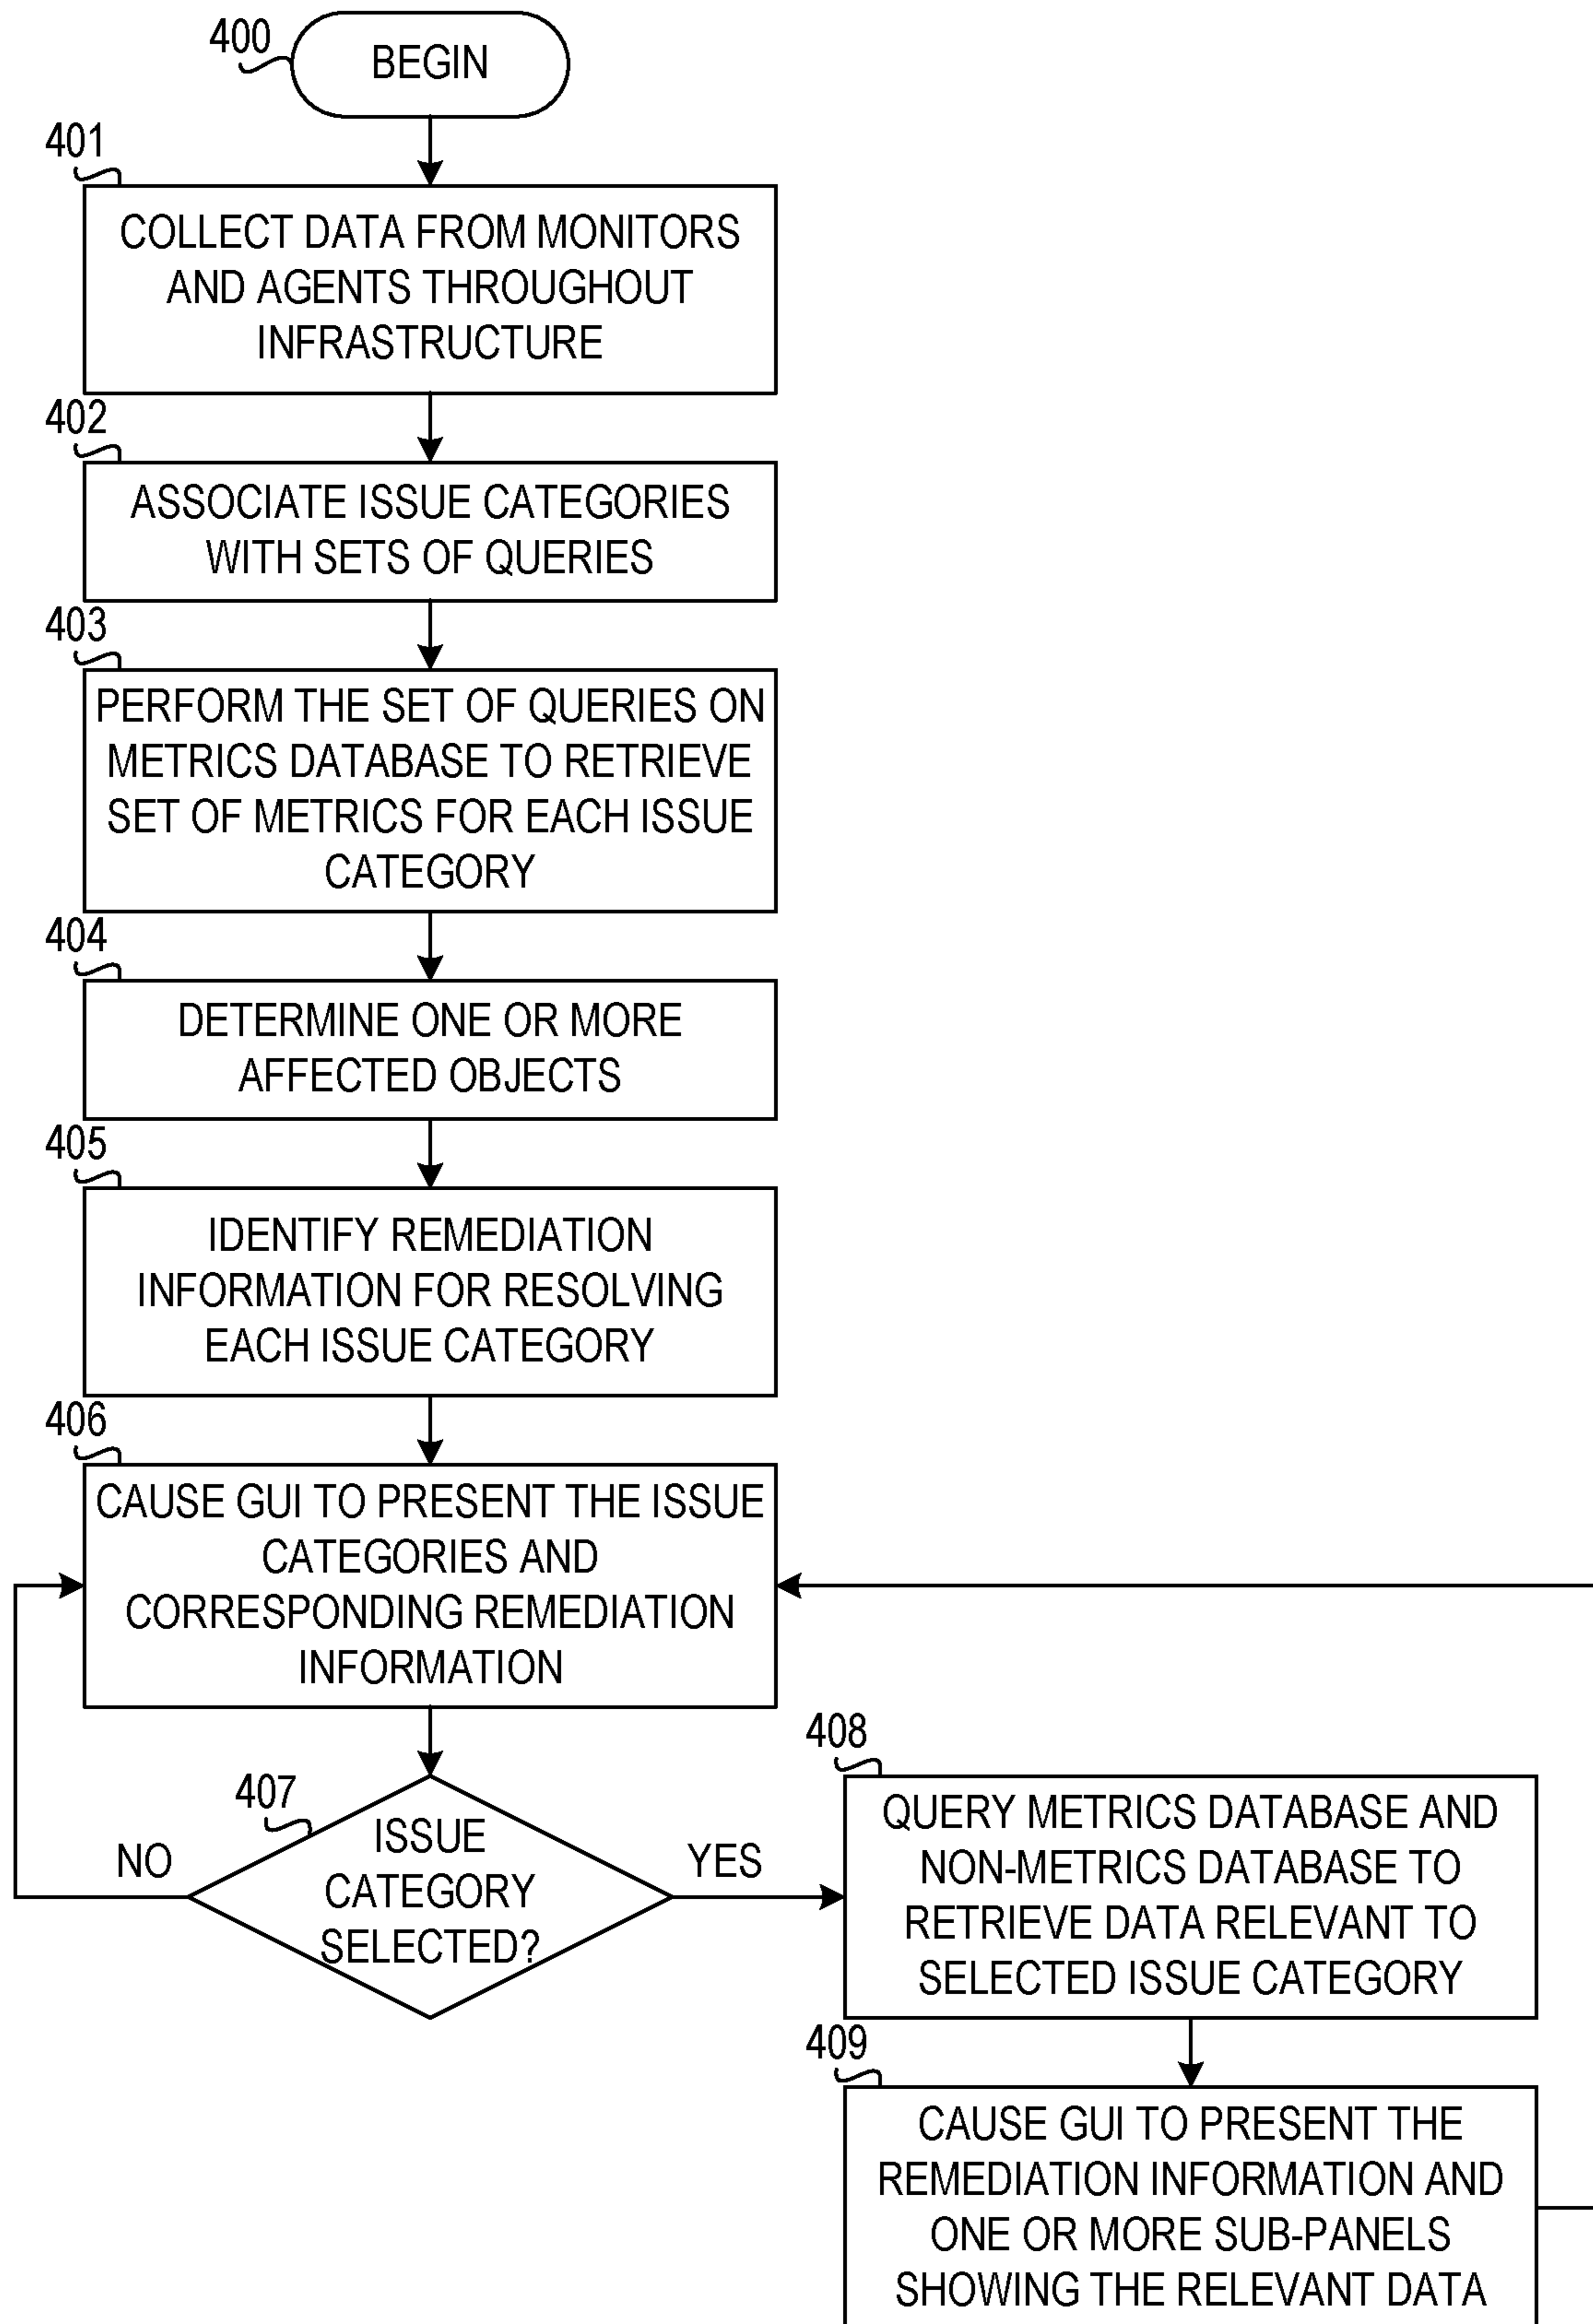 400
BEGIN
401
COLLECT DATA FROM MONITORS
AND AGENTS THROUGHOUT
INFRASTRUCTURE
402
ASSOCIATE ISSUE CATEGORIES
WITH SETS OF QUERIES
403
PERFORM THE SET OF QUERIES ON
METRICS DATABASE TO RETRIEVE
SET OF METRICS FOR EACH ISSUE
CATEGORY
404
DETERMINE ONE OR MORE
AFFECTED OBJECTS
405
IDENTIFY REMEDIATION
INFORMATION FOR RESOLVING
EACH ISSUE CATEGORY
406
CAUSE GUI TO PRESENT THE ISSUE
CATEGORIES AND
CORRESPONDING REMEDIATION
INFORMATION
407
ISSUE
CATEGORY
SELECTED?
NO
YES
408
QUERY METRICS DATABASE AND
NON-METRICS DATABASE TO
RETRIEVE DATA RELEVANT TO
SELECTED ISSUE CATEGORY
409
CAUSE GUI TO PRESENT THE
REMEDIATION INFORMATION AND
ONE OR MORE SUB-PANELS
SHOWING THE RELEVANT DATA